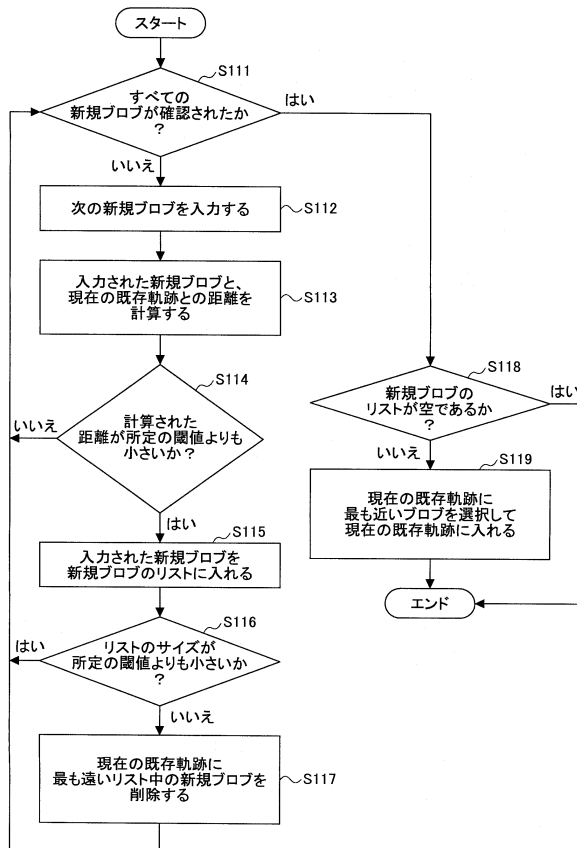 スタート
S111
すべての
新規ブロブが確認されたか
?
はい
いいえ
次の新規ブロブを入力する
S112
入力された新規ブロブと、
現在の既存軌跡との距離を
計算する
S113
S114
計算された
距離が所定の閾値よりも
小さいか?
いいえ
はい
S115
入力された新規ブロブを
新規ブロブのリストに入れる
S116
リストのサイズが
所定の閾値よりも小さいか
?
はい
いいえ
現在の既存軌跡に
最も遠いリスト中の新規ブロブを
削除する
S117
S118
新規ブロブの
リストが空であるか
?
はい
いいえ
S119
現在の既存軌跡に
最も近いブロブを選択して
現在の既存軌跡に入れる
エンド